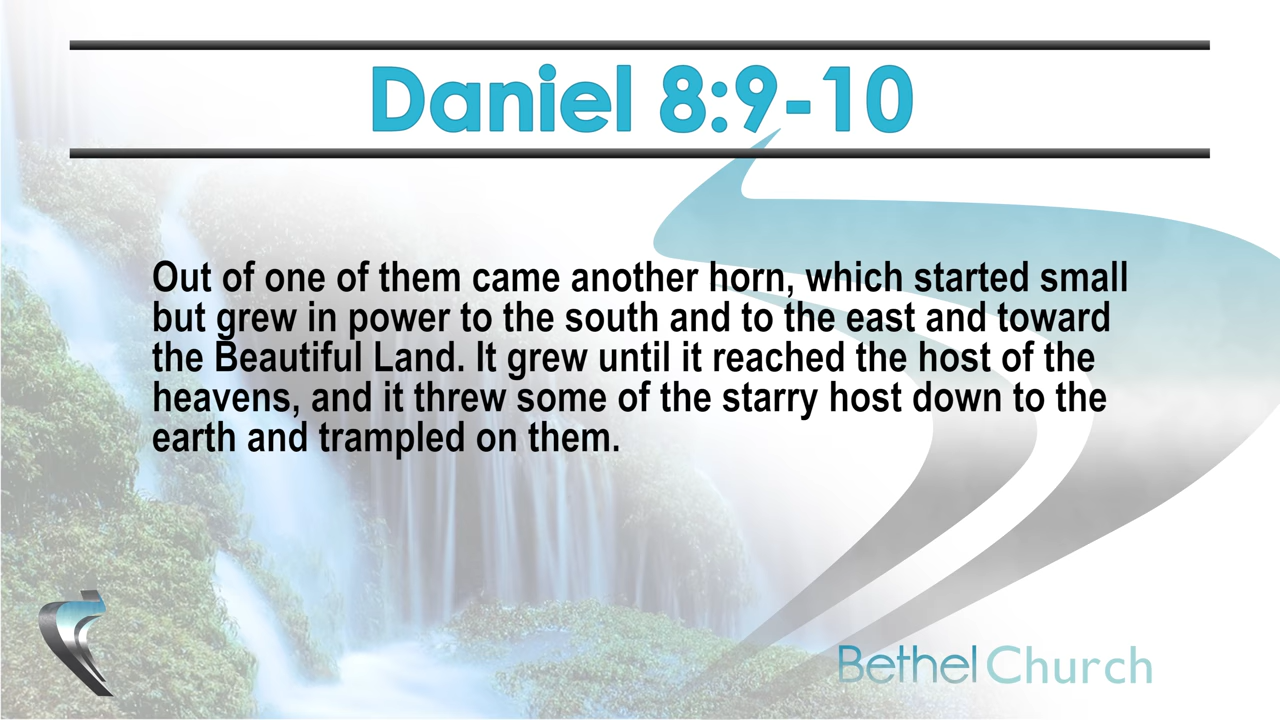 Daniel 8:9-10
Out of one of them came another horn, which started small
but grew in power to the south and to the east and toward
the Beautiful Land. It grew until it reached the host of the
heavens, and it threw some of the starry host down to the
earth and trampled on them.
Bethel Church